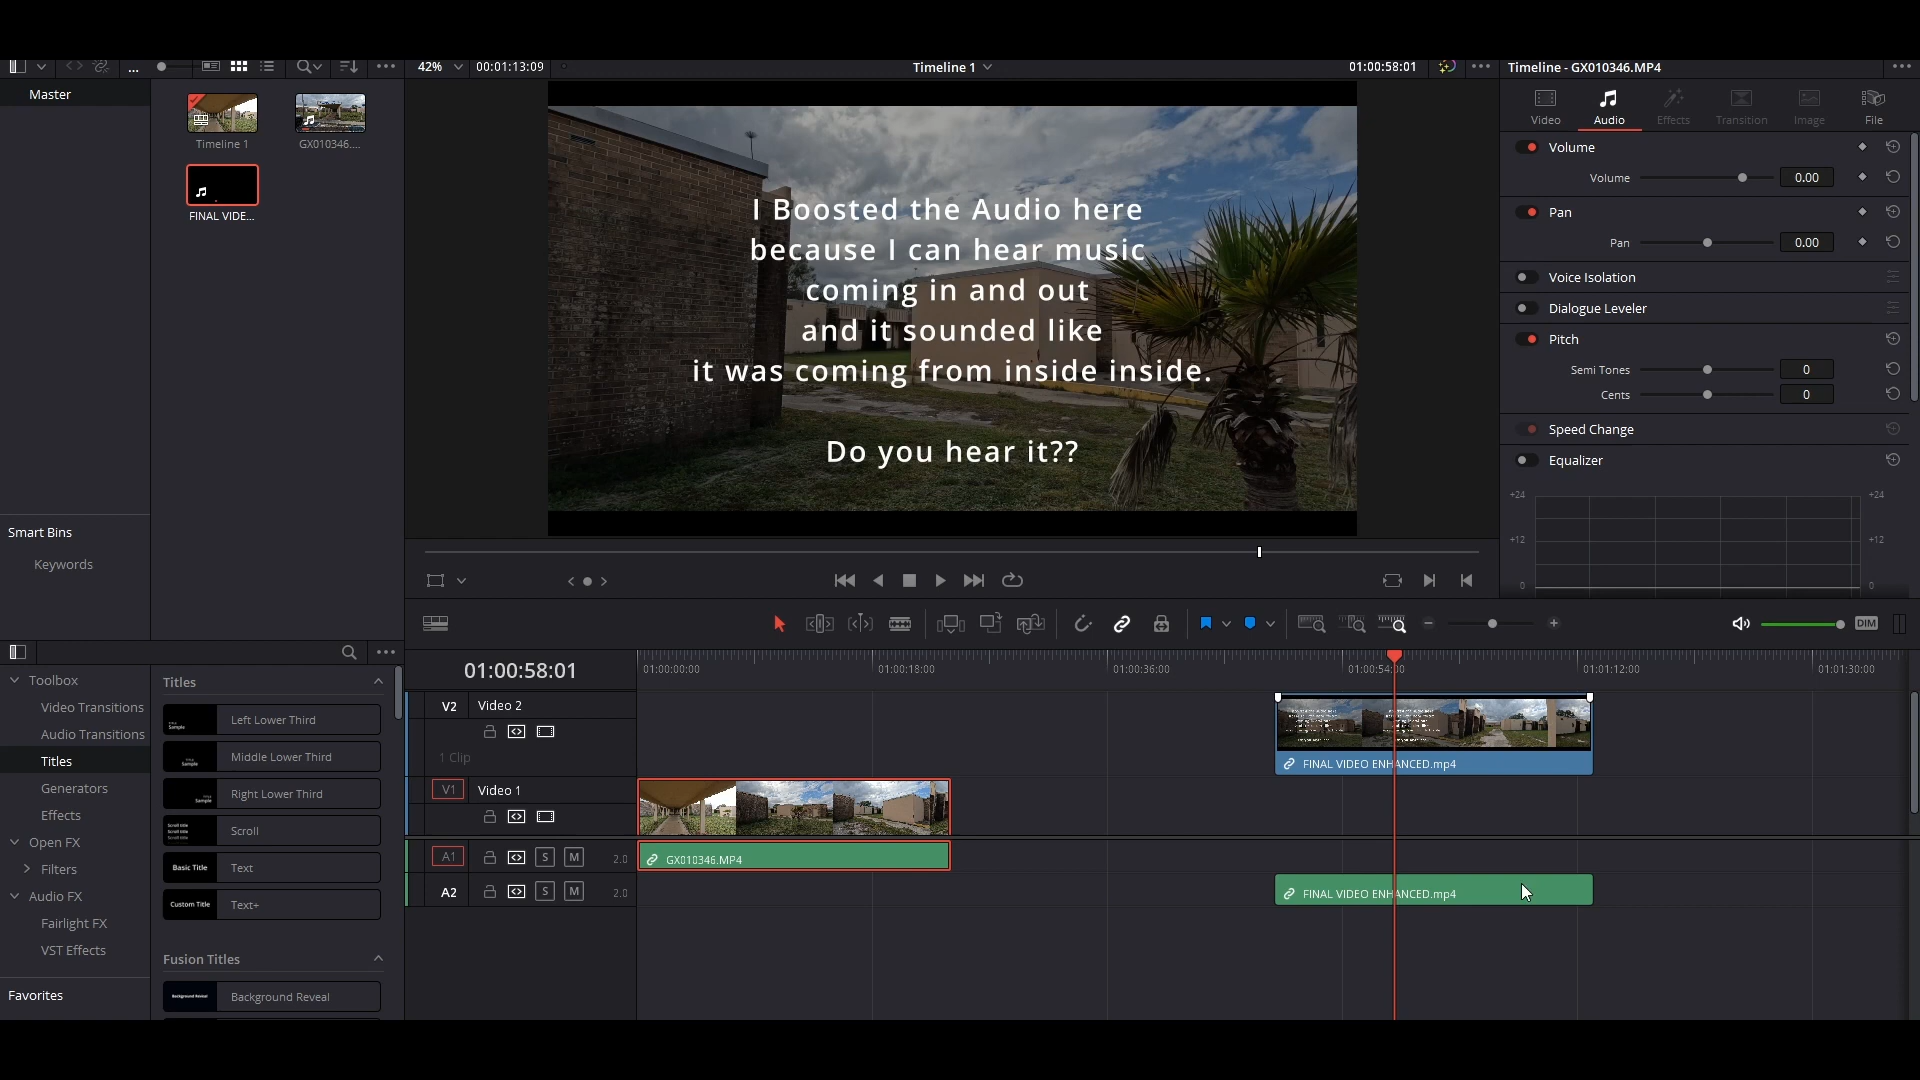 ...
42%
00:01:13:09
Timeline 1
01:00:58:01
Timeline - GX010346.MP4
Master
Timeline 1
GX010346....
FINAL VIDE...
I Boosted the Audio here
because I can hear music
coming in and out
and it sounded like
it was coming from inside inside.
Do you hear it??
Video
Audio
Effects
Transition
Image
File
Volume
Volume
0.00
Pan
Pan
0.00
Voice Isolation
Dialogue Leveler
Pitch
Semi Tones
0
Cents
0
Speed Change
Equalizer
+24
+24
+12
+12
0
0
Smart Bins
Keywords
DIM
Toolbox
Video Transitions
Audio Transitions
Titles
Generators
Effects
Open FX
Filters
Audio FX
Fairlight FX
VST Effects
Favorites
Titles
Left Lower Third
Middle Lower Third
Right Lower Third
Scroll
Basic Title
Text
Custom Title
Text+
Fusion Titles
Background Reveal
Background Reveal
01:00:58:01
01:00:00:00
01:00:18:00
01:00:36:00
01:00:54:00
01:01:12:00
01:01:30:00
V2
Video 2
1 Clip
FINAL VIDEO ENHANCED.mp4
V1
Video 1
A1
S
M
2.0
GX010346.MP4
A2
S
M
2.0
FINAL VIDEO ENHANCED.mp4